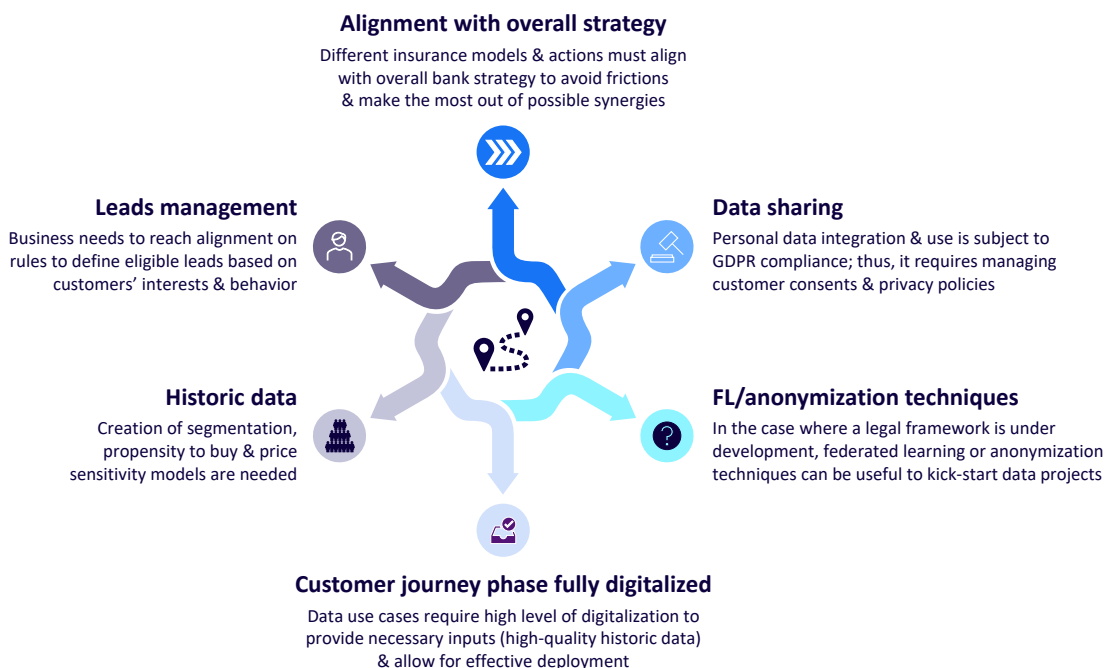 Alignment with overall strategy
Different insurance models & actions must align
with overall bank strategy to avoid frictions
& make the most out of possible synergies
Leads management
Business needs to reach alignment on
rules to define eligible leads based on
customers’ interests & behavior
Data sharing
Personal data integration & use is subject to
GDPR compliance; thus, it requires managing
customer consents & privacy policies
Historic data
Creation of segmentation,
propensity to buy & price
sensitivity models are needed
FL/anonymization techniques
In the case where a legal framework is under
development, federated learning or anonymization
techniques can be useful to kick-start data projects
?
Customer journey phase fully digitalized
Data use cases require high level of digitalization to
provide necessary inputs (high-quality historic data)
& allow for effective deployment